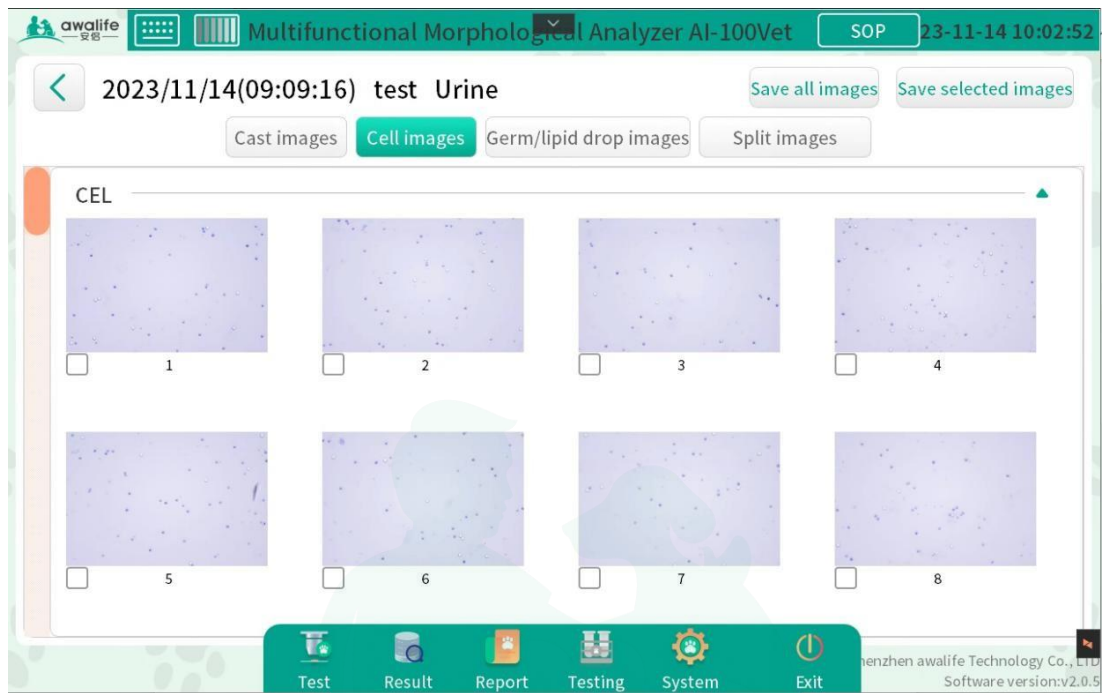 awalife
安侣
Multifunctional Morphological Analyzer AI-100Vet
SOP
23-11-14 10:02:52
2023/11/14(09:09:16) test Urine
Save all images
Save selected images
Cast images
Cell images
Germ/lipid drop images
Split images
CEL
1
2
3
4
5
6
7
8
Test
Result
Report
Testing
System
Exit
henzhen awalife Technology Co., LTD
Software version:v2.0.5